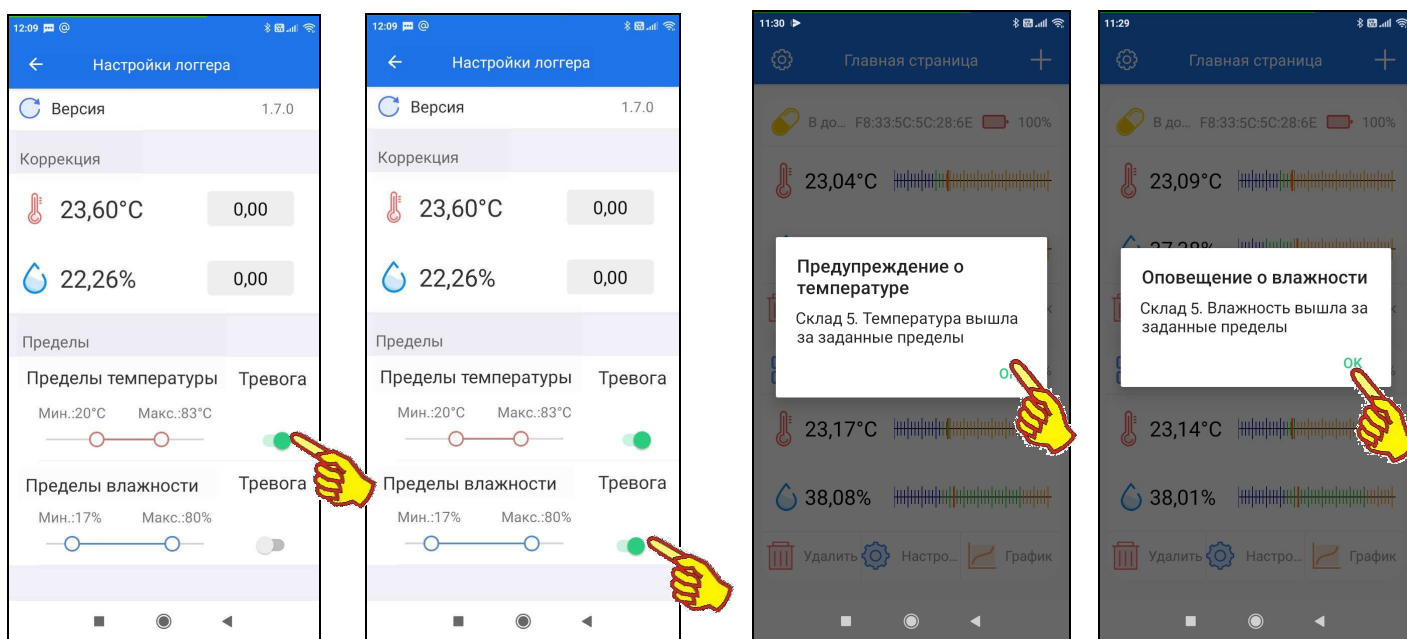 12:09
Настройки логгера
Версия 1.7.0
Коррекция
23,60°C 0,00
22,26% 0,00
Пределы
Пределы температуры Тревога
Мин.:20°C Макс.:83°C
Пределы влажности Тревога
Мин.:17% Макс.:80%
12:09
Настройки логгера
Версия 1.7.0
Коррекция
23,60°C 0,00
22,26% 0,00
Пределы
Пределы температуры Тревога
Мин.:20°C Макс.:83°C
Пределы влажности Тревога
Мин.:17% Макс.:80%
11:30
Главная страница
В до... F8:33:5C:5C:28:6E 100%
23,04°C
Предупреждение о
температуре
Склад 5. Температура вышла
за заданные пределы
23,17°C
38,08%
Удалить Настро... График
11:29
Главная страница
В до... F8:33:5C:5C:28:6E 100%
23,09°C
Оповещение о влажности
Склад 5. Влажность вышла за
заданные пределы
OK
23,14°C
38,01%
Удалить Настро... График